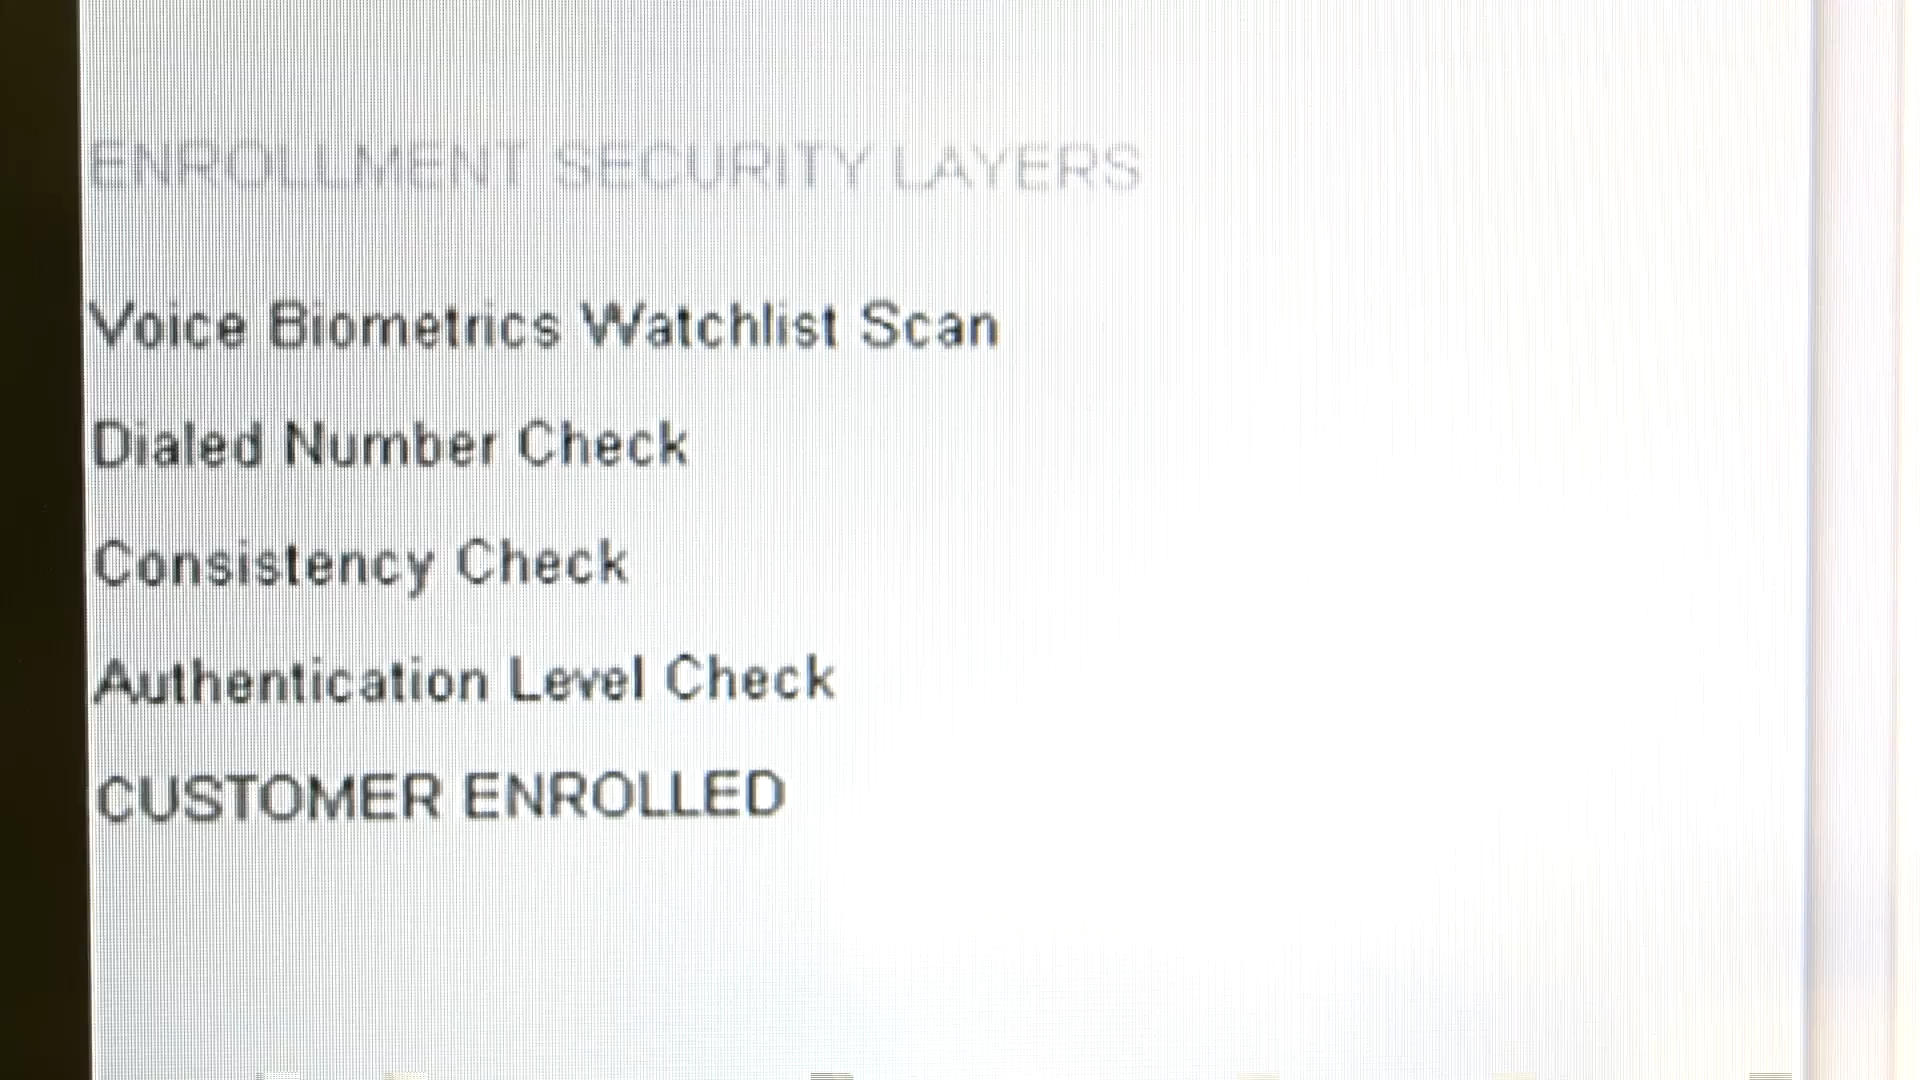 ENROLLMENT SECURITY LAYERS
Voice Biometrics Watchlist Scan
Dialed Number Check
Consistency Check
Authentication Level Check
CUSTOMER ENROLLED